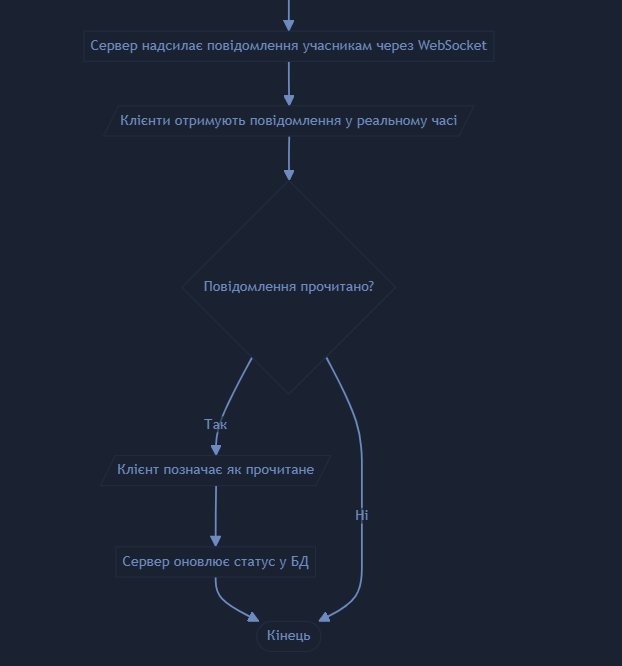 Сервер надсилає повідомлення учасникам через WebSocket
Клієнти отримують повідомлення у реальному часі
Повідомлення прочитано?
Так
Клієнт позначає як прочитане
Ні
Сервер оновлює статус у БД
Кінець